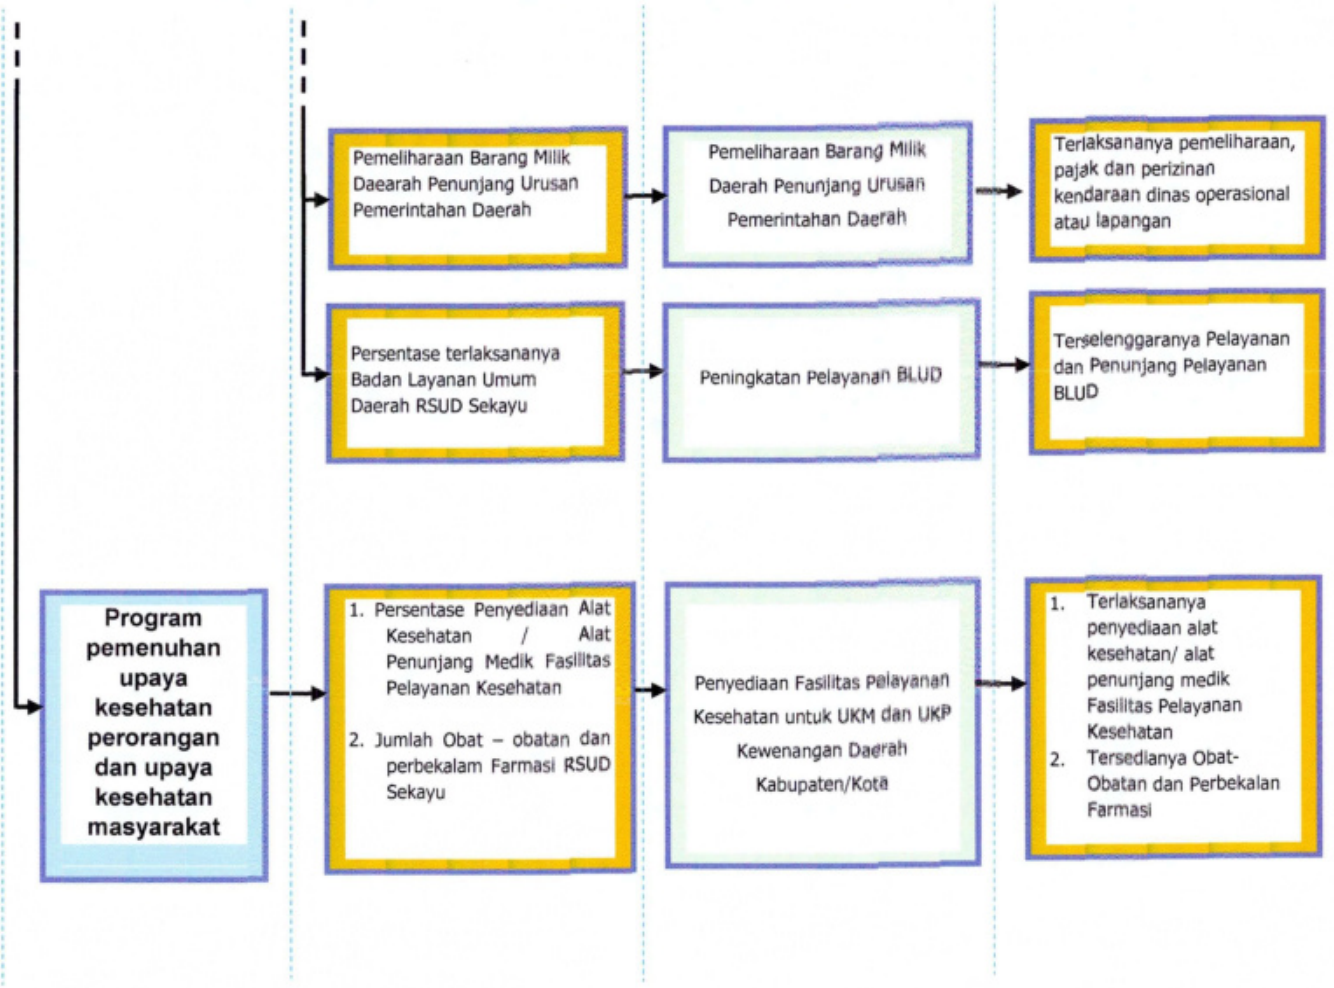 Pemeliharaan Barang Milik
Daearah Penunjang Urusan
Pemerintahan Daerah
Pemeliharaan Barang Milik
Daerah Penunjang Urusan
Pemerintahan Daerah
Terlaksananya pemeliharaan,
pajak dan perizinan
kendaraan dinas operasional
atau lapangan
Persentase terlaksananya
Badan Layanan Umum
Daerah RSUD Sekayu
Peningkatan Pelayanan BLUD
Terselenggaranya Pelayanan
dan Penunjang Pelayanan
BLUD
Program
pemenuhan
upaya
kesehatan
perorangan
dan upaya
kesehatan
masyarakat
1. Persentase Penyediaan Alat
Kesehatan / Alat
Penunjang Medik Fasilitas
Pelayanan Kesehatan
2. Jumlah Obat – obatan dan
perbekalam Farmasi RSUD
Sekayu
Penyediaan Fasilitas Pelayanan
Kesehatan untuk UKM dan UKP
Kewenangan Daerah
Kabupaten/Kota
1. Terlaksananya
penyediaan alat
kesehatan/ alat
penunjang medik
Fasilitas Pelayanan
Kesehatan
2. Tersedianya Obat-
Obatan dan Perbekalan
Farmasi